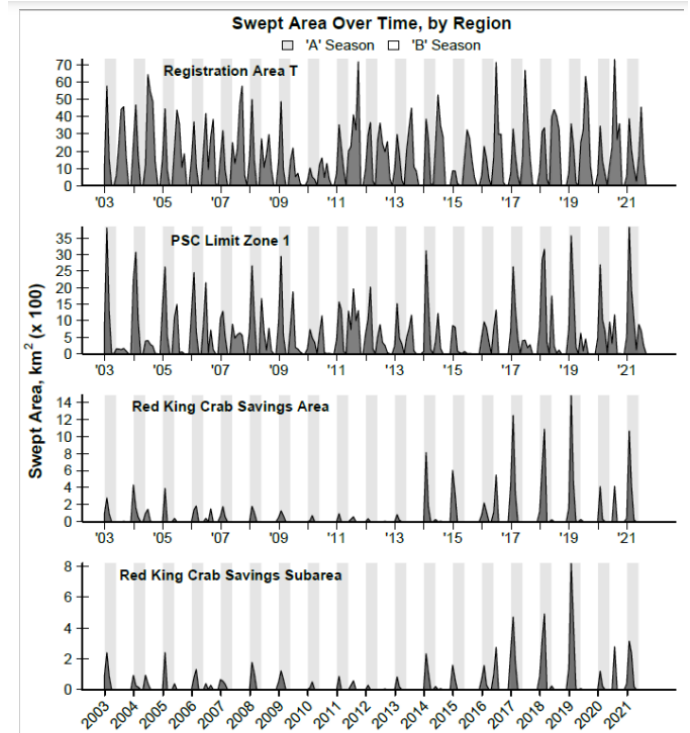 Swept Area Over Time, by Region
'A' Season 'B' Season
Registration Area T
70
60
50
40
30
20
10
0
'03 '05 '07 '09 '11 '13 '15 '17 '19 '21
PSC Limit Zone 1
35
30
25
20
15
10
5
0
'03 '05 '07 '09 '11 '13 '15 '17 '19 '21
Swept Area, km² (x 100)
Red King Crab Savings Area
14
12
10
8
6
4
2
0
'03 '05 '07 '09 '11 '13 '15 '17 '19 '21
Red King Crab Savings Subarea
8
6
4
2
0
2003 2004 2005 2006 2007 2008 2009 2010 2011 2012 2013 2014 2015 2016 2017 2018 2019 2020 2021